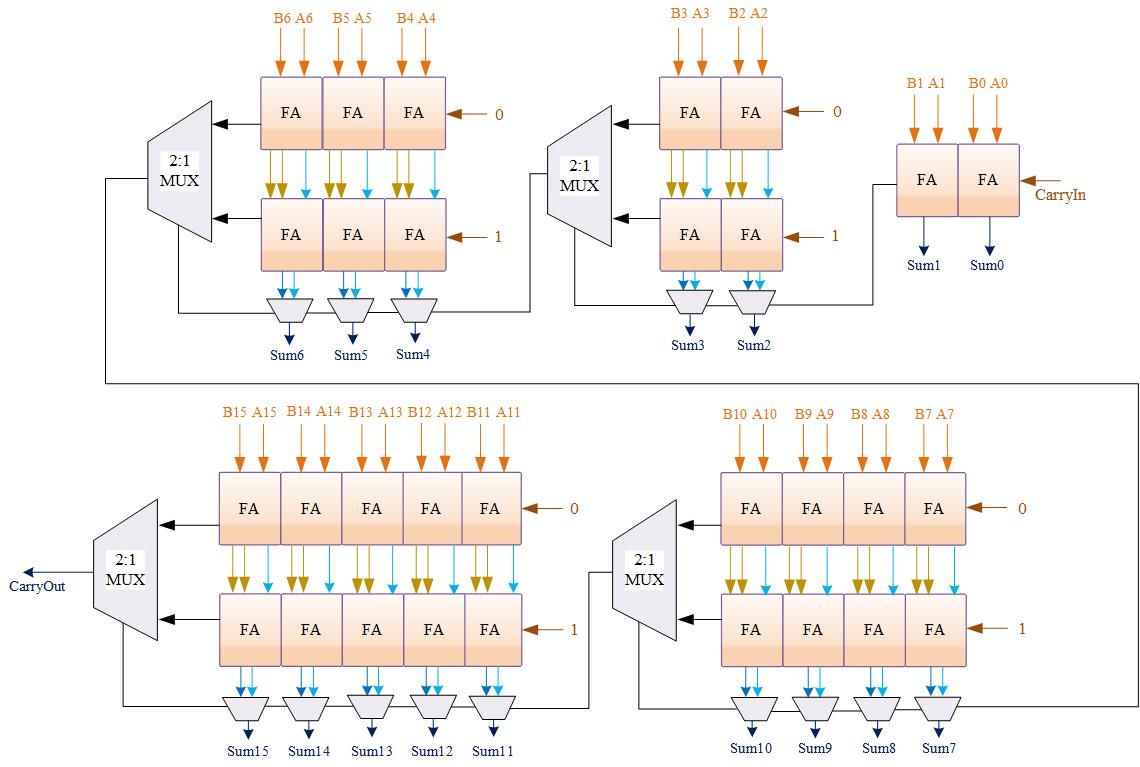 B6 A6 B5 A5 B4 A4
B3 A3 B2 A2
B1 A1 B0 A0
FA FA FA 0
FA FA 0
2:1
MUX
2:1
MUX
FA FA
CarryIn
FA FA FA 1
FA FA 1
Sum1 Sum0
Sum6 Sum5 Sum4
Sum3 Sum2
B15 A15 B14 A14 B13 A13 B12 A12 B11 A11
B10 A10 B9 A9 B8 A8 B7 A7
FA FA FA FA FA 0
FA FA FA FA 0
2:1
MUX
2:1
MUX
CarryOut
FA FA FA FA FA 1
FA FA FA FA 1
Sum15 Sum14 Sum13 Sum12 Sum11
Sum10 Sum9 Sum8 Sum7